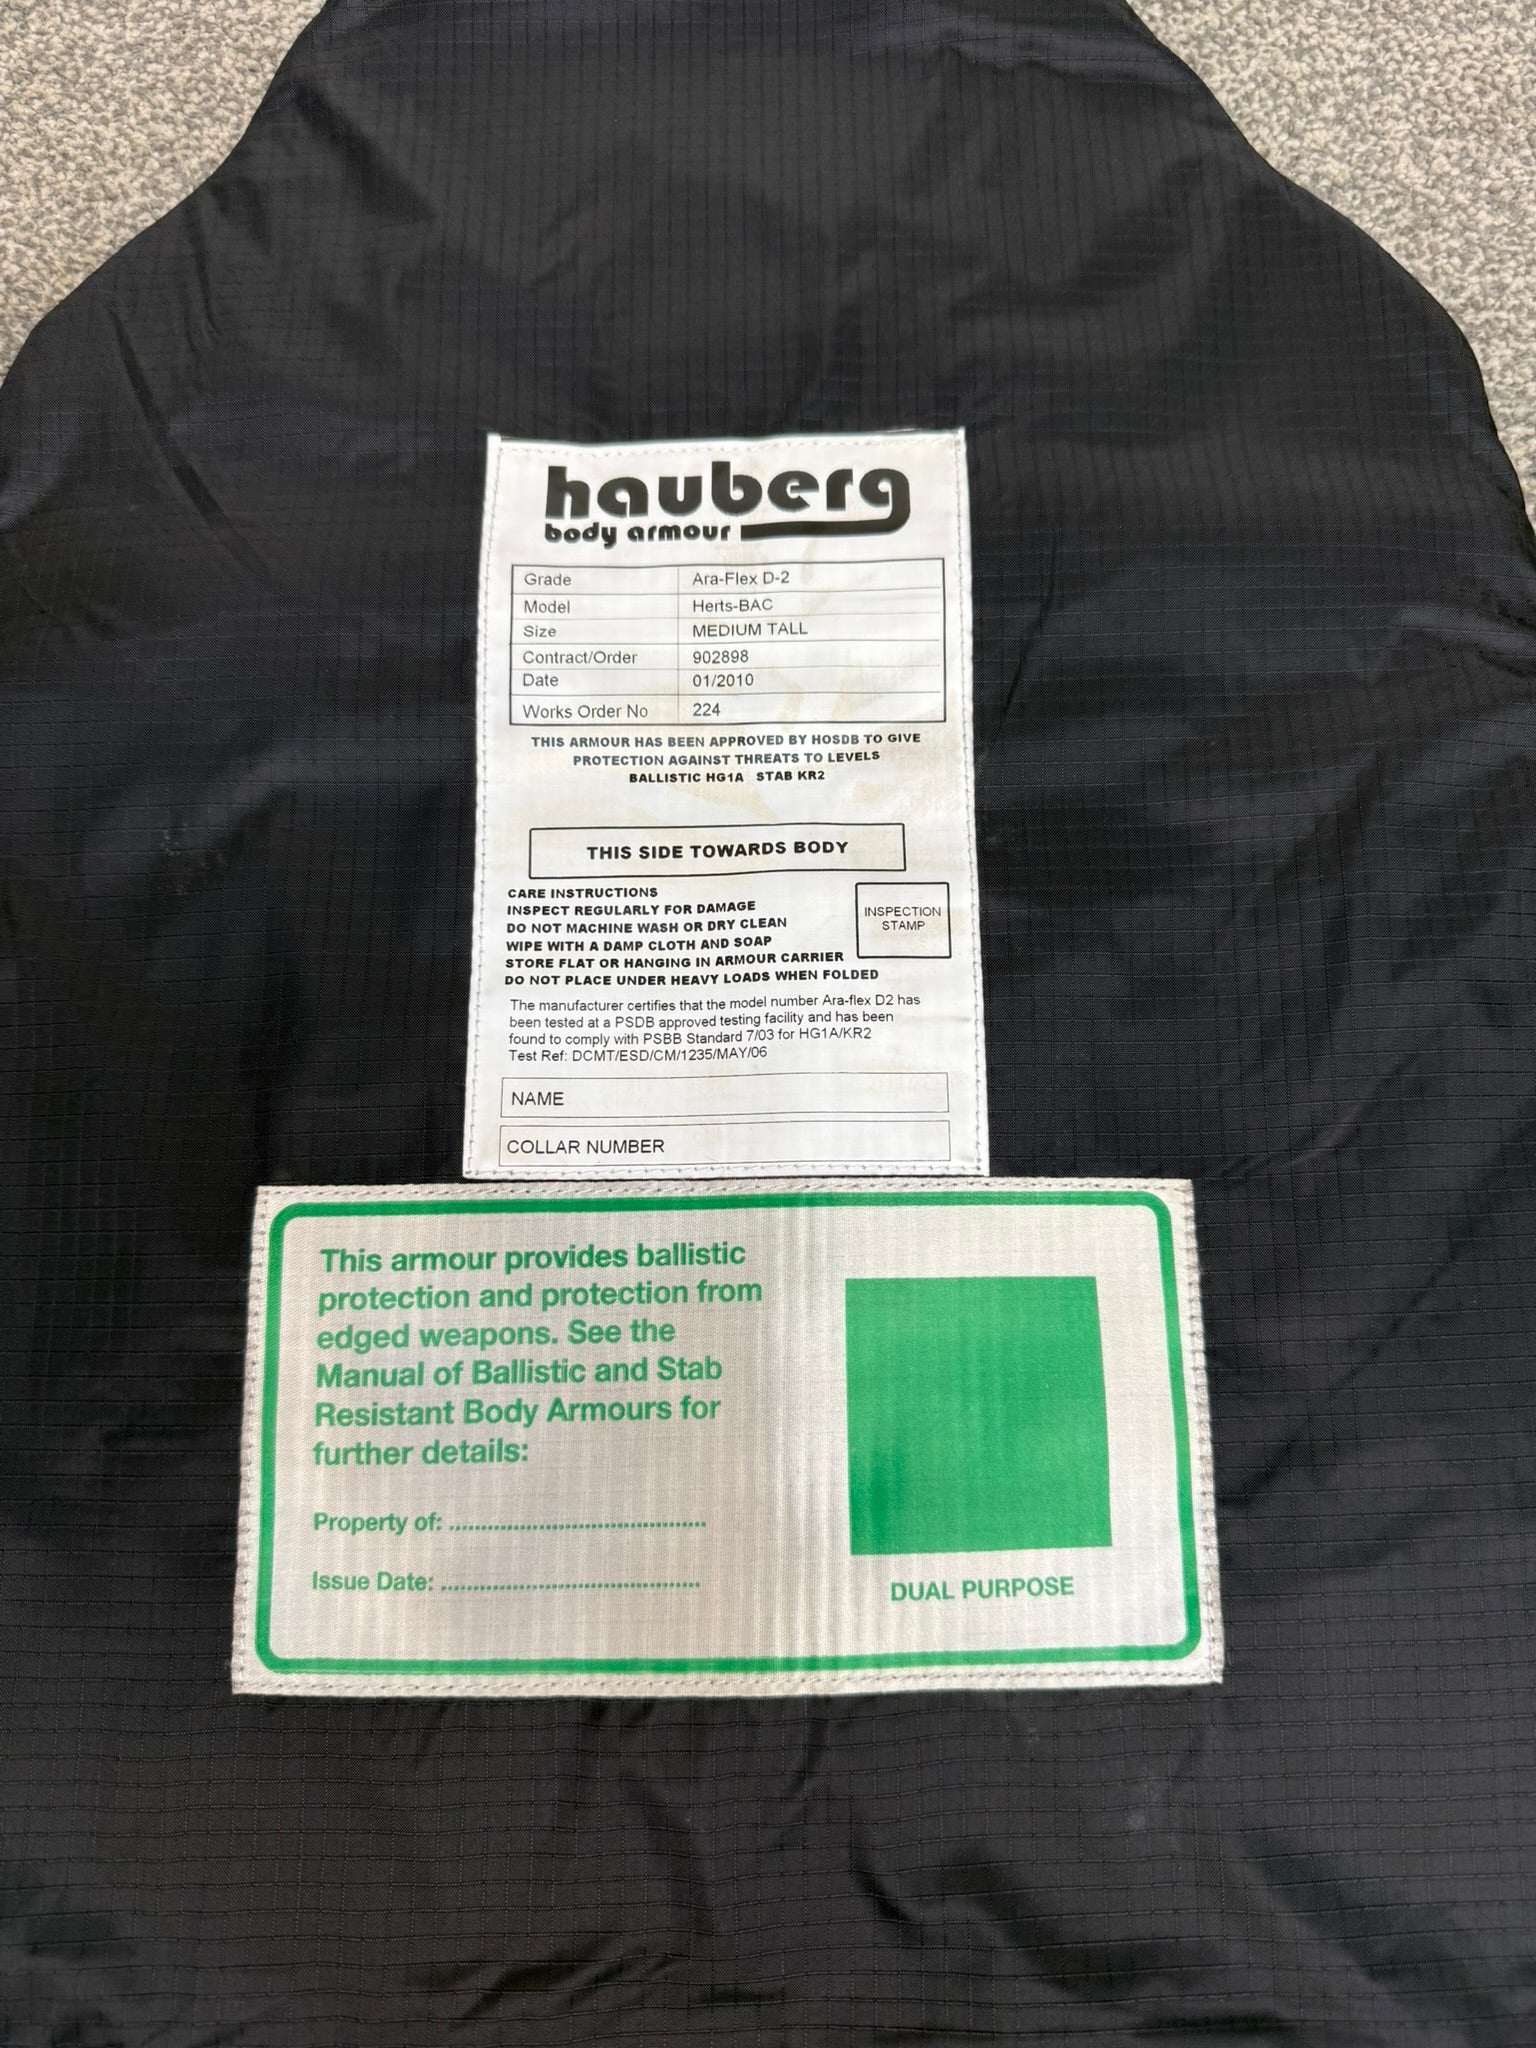 hauberg
body armour
Grade Ara-Flex D-2
Model Herts-BAC
Size MEDIUM TALL
Contract/Order 902898
Date 01/2010
Works Order No 224
THIS ARMOUR HAS BEEN APPROVED BY HOSDB TO GIVE
PROTECTION AGAINST THREATS TO LEVELS
BALLISTIC HG1A STAB KR2
THIS SIDE TOWARDS BODY
CARE INSTRUCTIONS
INSPECT REGULARLY FOR DAMAGE
DO NOT MACHINE WASH OR DRY CLEAN
WIPE WITH A DAMP CLOTH AND SOAP
STORE FLAT OR HANGING IN ARMOUR CARRIER
DO NOT PLACE UNDER HEAVY LOADS WHEN FOLDED
INSPECTION
STAMP
The manufacturer certifies that the model number Ara-flex D2 has
been tested at a PSDB approved testing facility and has been
found to comply with PSBB Standard 7/03 for HG1A/KR2
Test Ref: DCMT/ESD/CM/1235/MAY/06
NAME
COLLAR NUMBER
This armour provides ballistic
protection and protection from
edged weapons. See the
Manual of Ballistic and Stab
Resistant Body Armours for
further details:
Property of: ........................................
Issue Date: ........................................
DUAL PURPOSE